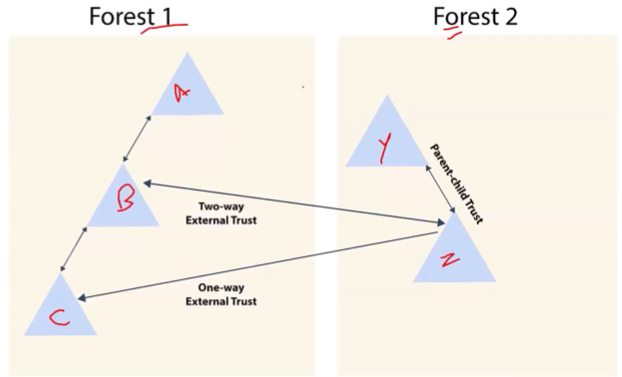 Forest 1
Forest 2
A
Y
Parent-child Trust
B
Two-way
External Trust
Z
One-way
External Trust
C